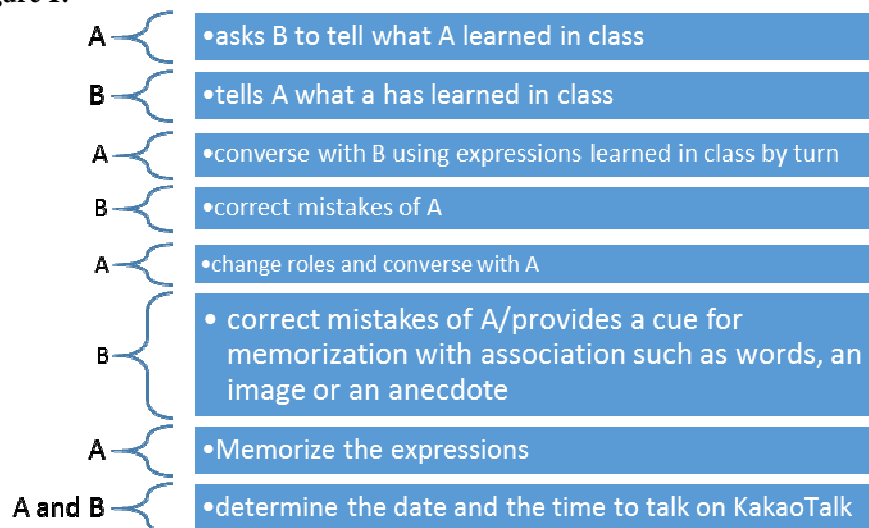 A
•asks B to tell what A learned in class
B
•tells A what a has learned in class
A
•converse with B using expressions learned in class by turn
B
•correct mistakes of A
A
•change roles and converse with A
B
• correct mistakes of A/provides a cue for
memorization with association such as words, an
image or an anecdote
A
•Memorize the expressions
A and B
•determine the date and the time to talk on KakaoTalk